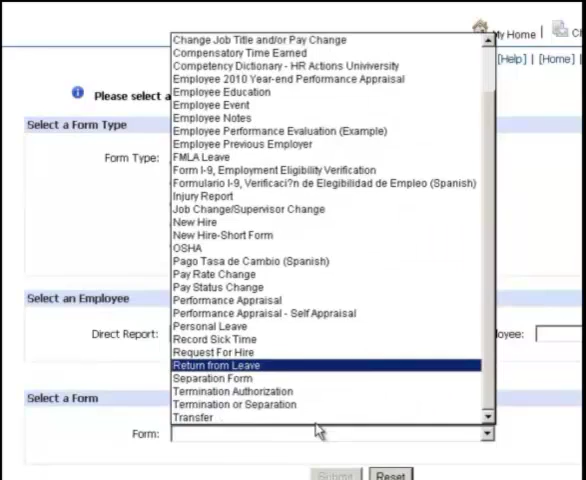 My Home |
[Help] | [Home] |
Please select a
Select a Form Type
Form Type:
Change Job Title and/or Pay Change
Compensatory Time Earned
Competency Dictionary - HR Actions Univiversity
Employee 2010 Year-end Performance Appraisal
Employee Education
Employee Event
Employee Notes
Employee Performance Evaluation (Example)
Employee Previous Employer
FMLA Leave
Form I-9, Employment Eligibility Verification
Formulario I-9, Verificaci?n de Elegibilidad de Empleo (Spanish)
Injury Report
Job Change/Supervisor Change
New Hire
New Hire-Short Form
OSHA
Pago Tasa de Cambio (Spanish)
Pay Rate Change
Pay Status Change
Performance Appraisal
Performance Appraisal - Self Appraisal
Personal Leave
Record Sick Time
Request For Hire
Return from Leave
Separation Form
Termination Authorization
Termination or Separation
Transfer
Select an Employee
Direct Report:
loyee:
Select a Form
Form:
Submit Reset